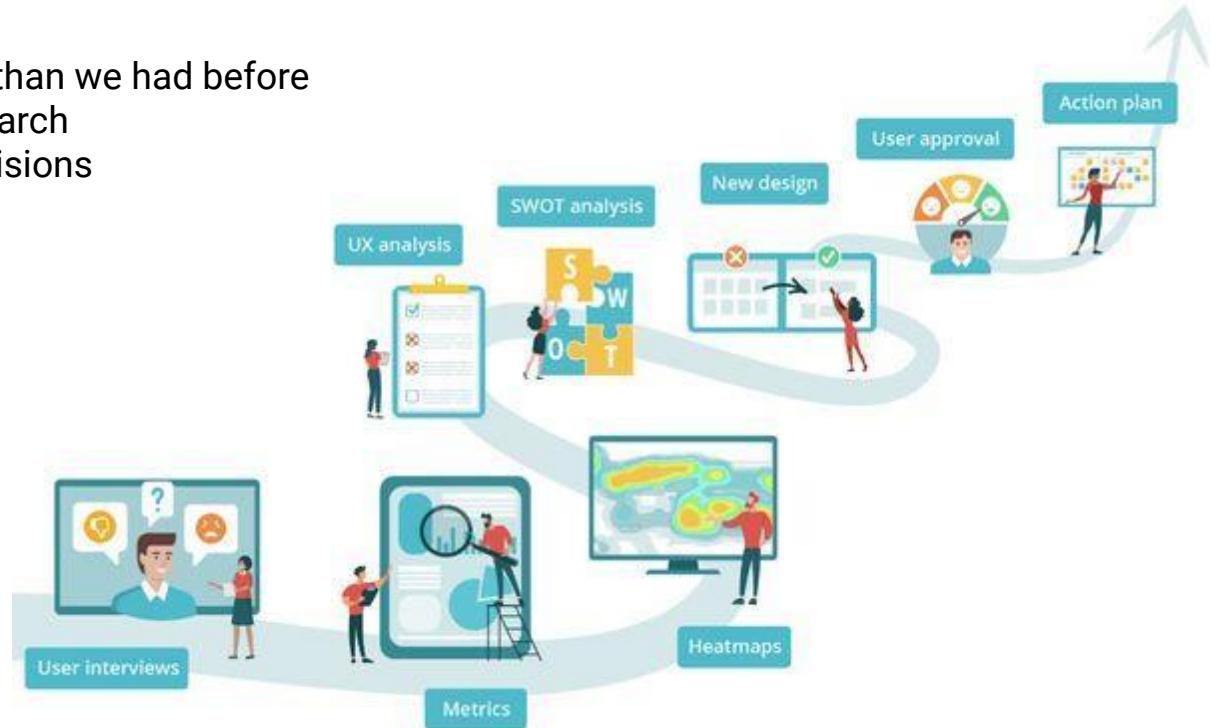 than we had before
arch
isions
Action plan
User approval
New design
SWOT analysis
UX analysis
S
W
O
T
?
User interviews
Metrics
Heatmaps